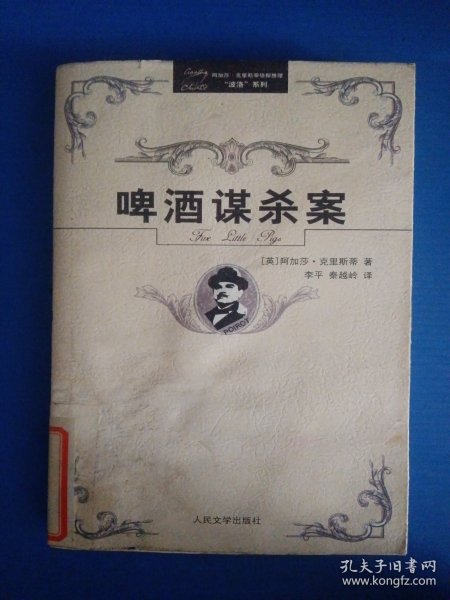 Agatha
Christie
阿加莎·克里斯蒂侦探推理
“波洛”系列
啤酒谋杀案
Five Little Pigs
[英]阿加莎·克里斯蒂 著
李平 秦越岭 译
POIROT
人民文学出版社
孔夫子旧书网
www.kongfz.com